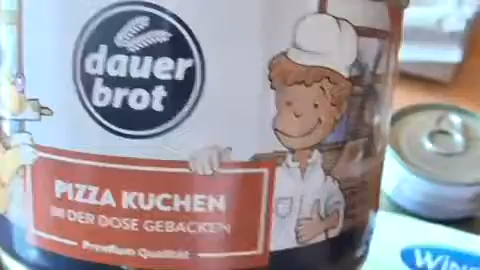 dauer
brot
PIZZA KUCHEN
IN DER DOSE GEBACKEN
Premium Qualität